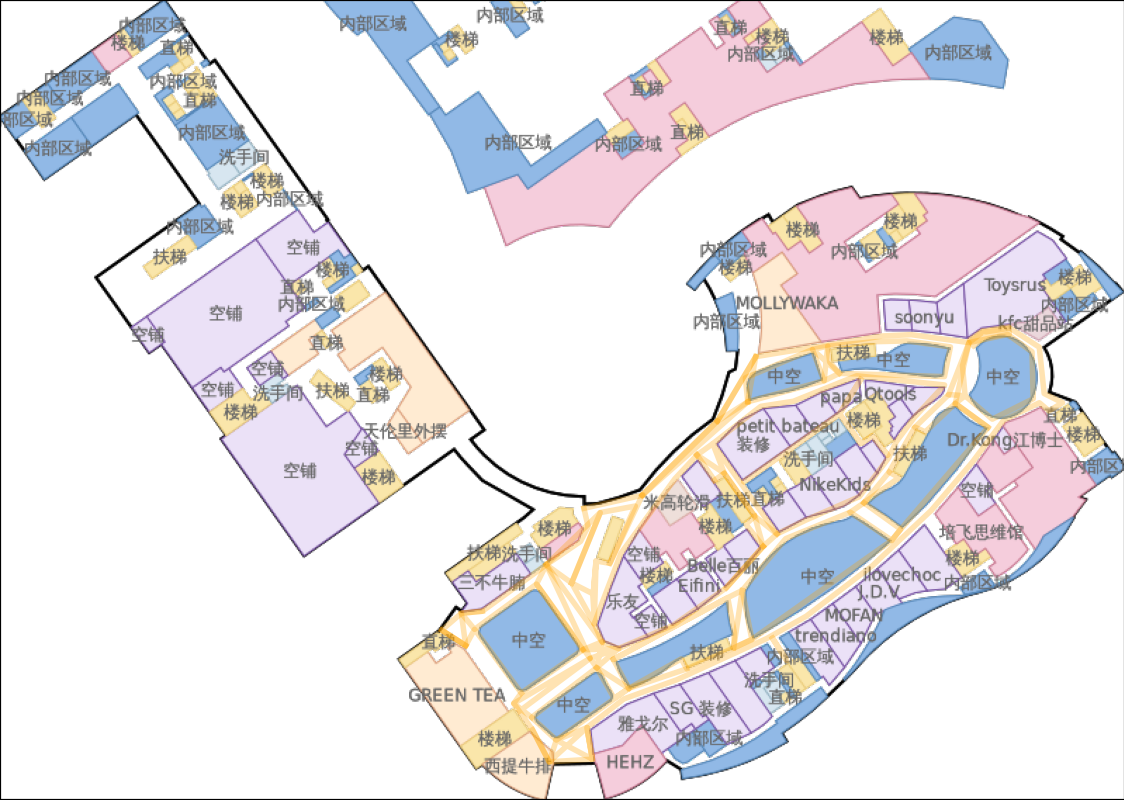 内部区域
内部区域
楼梯
直梯
内部区域
楼梯
直梯
楼梯
楼梯
内部区域
内部区域
内部区域
内部区域
直梯
直梯
内部区域
部区域
内部区域
直梯
内部区域
内部区域
内部区域
洗手间
楼梯
楼梯
内部区域
内部区域
扶梯
楼梯
楼梯
空铺
内部区域
内部区域
楼梯
楼梯
直梯
Toysrus
楼梯
内部区域
MOLLYWAKA
内部区域
空铺
soonyu
内部区域
kfc甜品站
空铺
直梯
扶梯
中空
空铺
楼梯
中空
中空
空铺
洗手间
扶梯
直梯
papa
Qtools
楼梯
楼梯
直梯
petit bateau
天伦里外摆
装修
楼梯
Dr.Kong江博士
空铺
扶梯
楼梯
空铺
洗手间
内部区
楼梯
NikeKids
空铺
米高轮滑
扶梯
直梯
楼梯
楼梯
培飞思维馆
扶梯
洗手间
空铺
楼梯
三不牛腩
楼梯
Belle百丽
中空
ilovechoc
内部区域
Eifini
J.D.V
乐友
空铺
MOFAN
直梯
中空
trendiano
扶梯
内部区域
GREEN TEA
洗手间
中空
直梯
SG
装修
雅戈尔
楼梯
内部区域
西提牛排
HEHZ